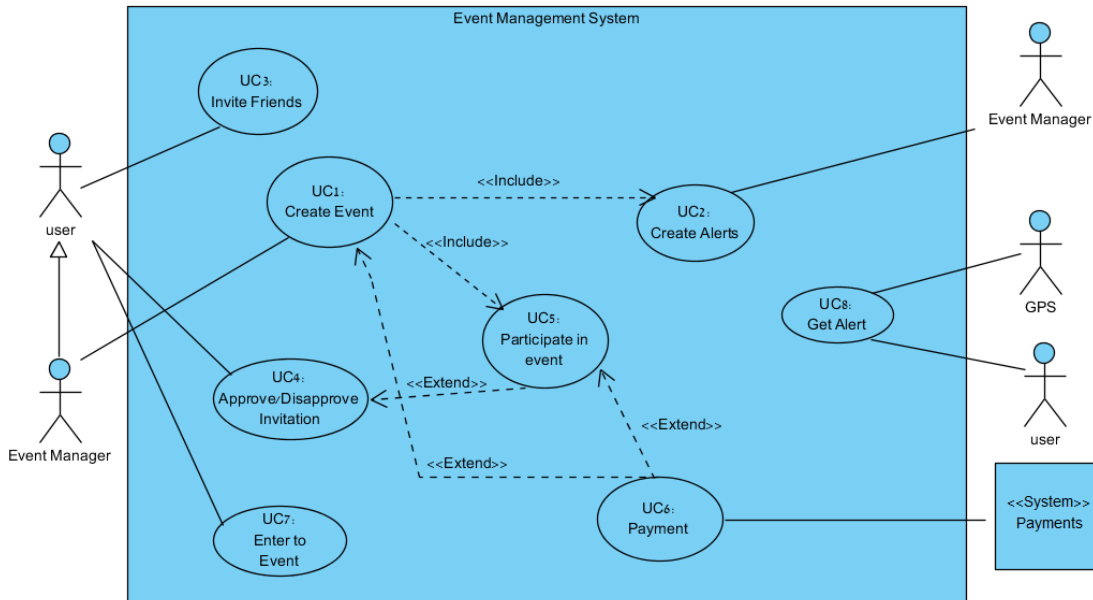 Event Management System
UC3:
Invite Friends
Event Manager
user
UC1:
Create Event
<<Include>>
UC2:
Create Alerts
<<Include>>
GPS
UC8:
Get Alert
UC5:
Participate in
event
UC4:
Approve/Disapprove
Invitation
<<Extend>>
Event Manager
user
<<Extend>>
<<Extend>>
UC6:
Payment
<<System>>
Payments
UC7:
Enter to
Event